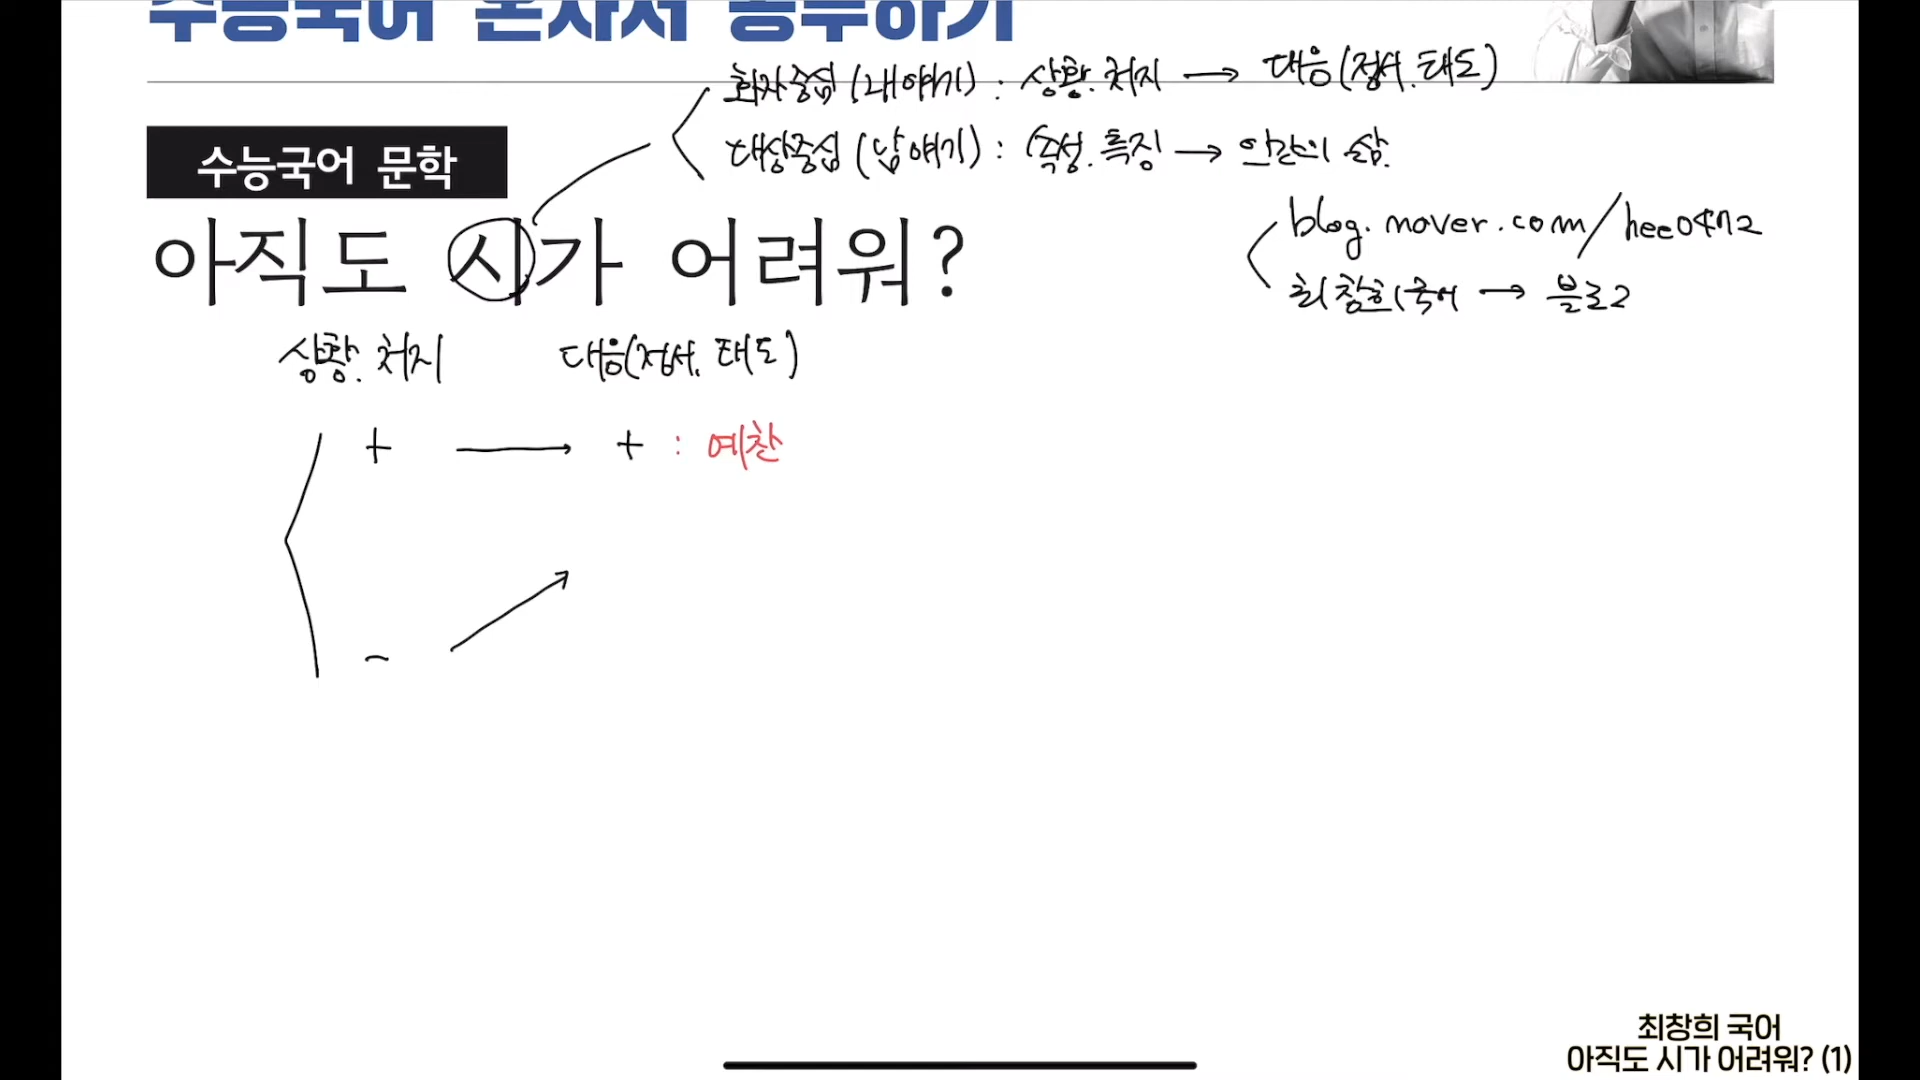 수능국어 혼자서 공부하기
화자중심 (내 얘기) : 상황.처지 → 대응(정서.태도)
대상중심 (남 얘기) : 속성.특징 → 인간의 삶.
수능국어 문학
아직도 시가 어려워?
blog.naver.com/hee0472
최창희국어 → 블로그
상황.처지 대응(정서.태도)
+ → + : 예찬
- →
최창희 국어
아직도 시가 어려워? (1)